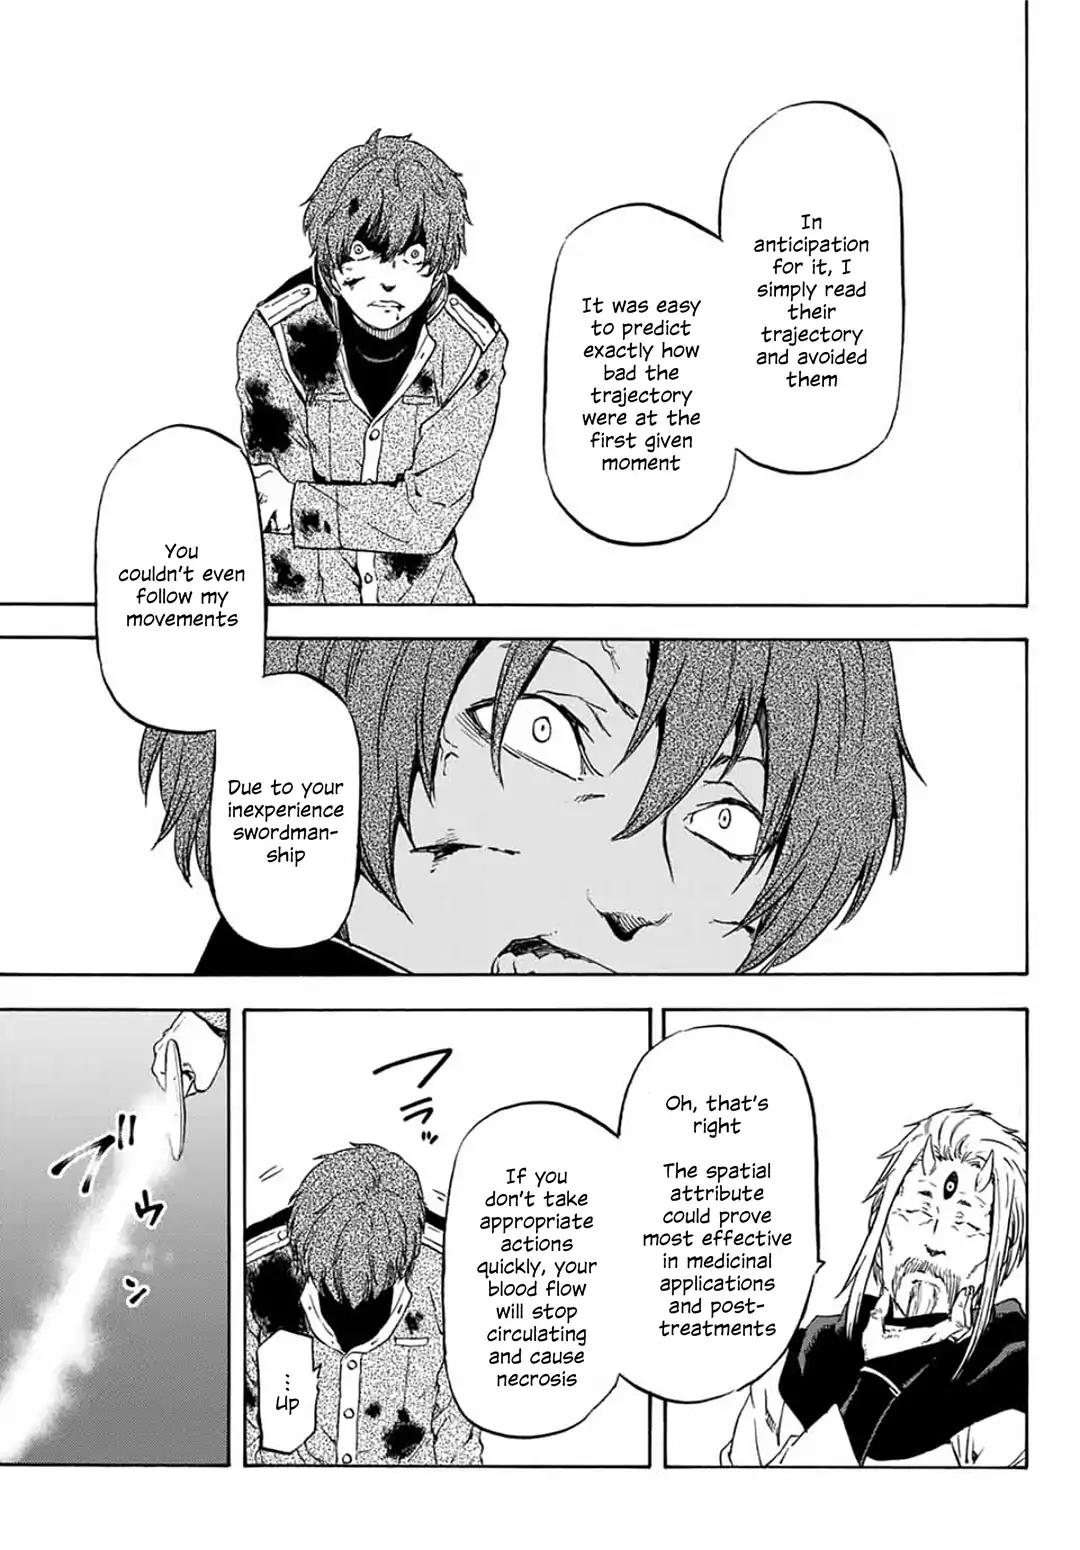 In
anticipation
for it, I
simply read
their
trajectory
and avoided
them
It was easy
to predict
exactly how
bad the
trajectory
were at the
first given
moment
You
couldn't even
follow my
movements
Due to your
inexperience
swordman-
ship
Oh, that's
right
The spatial
attribute
could prove
most effective
in medicinal
applications
and post-
treatments
If you
don't take
appropriate
actions
quickly, your
blood flow
will stop
circulating
and cause
necrosis
...
Up
ブ
ゥ
ン